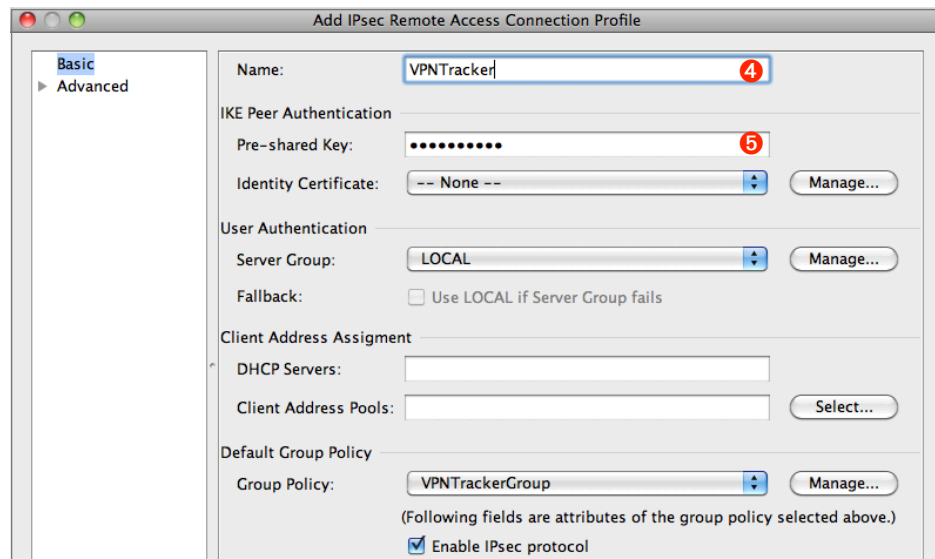 Add IPsec Remote Access Connection Profile
Basic
Advanced
Name: VPNTracker 4
IKE Peer Authentication
Pre-shared Key: •••••••••• 5
Identity Certificate: -- None -- Manage...
User Authentication
Server Group: LOCAL Manage...
Fallback: Use LOCAL if Server Group fails
Client Address Assigment
DHCP Servers:
Client Address Pools: Select...
Default Group Policy
Group Policy: VPNTrackerGroup Manage...
(Following fields are attributes of the group policy selected above.)
Enable IPsec protocol